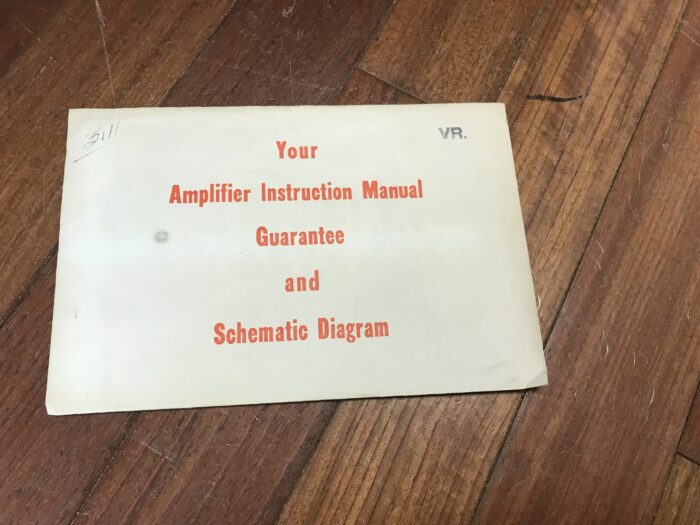 Bill
VR.
Your
Amplifier Instruction Manual
Guarantee
and
Schematic Diagram